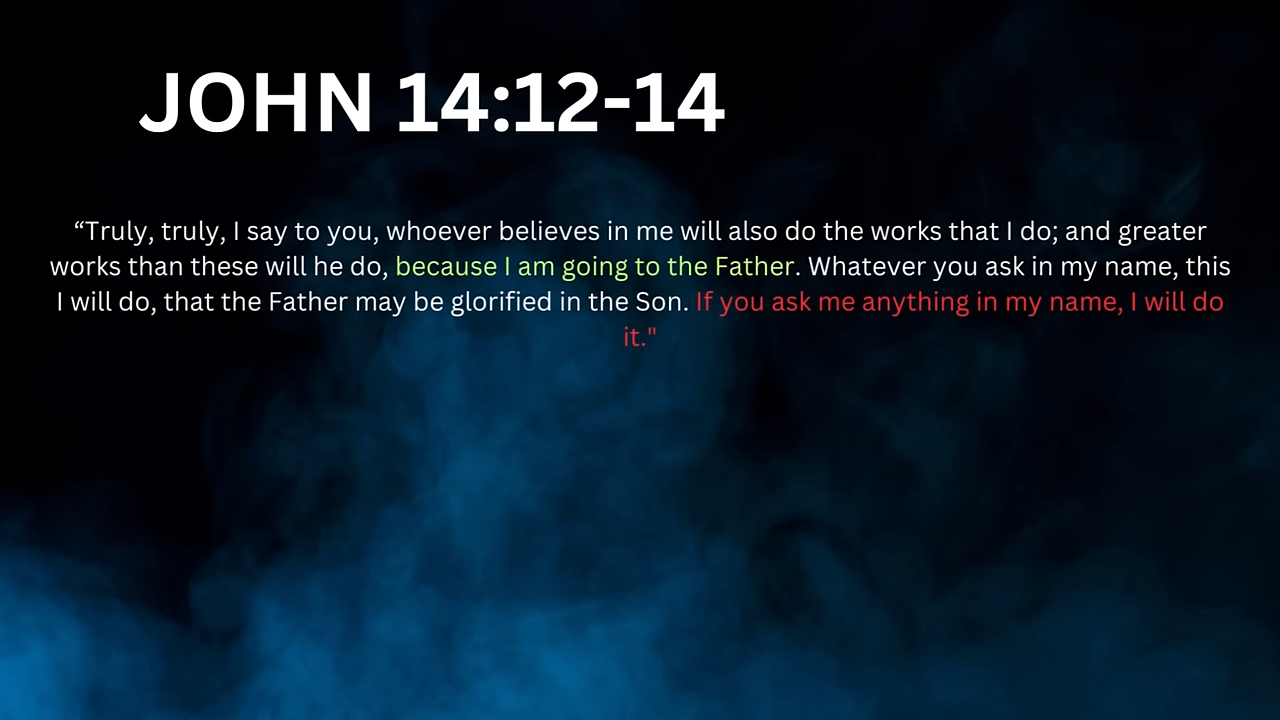 JOHN 14:12-14
“Truly, truly, I say to you, whoever believes in me will also do the works that I do; and greater
works than these will he do, because I am going to the Father. Whatever you ask in my name, this
I will do, that the Father may be glorified in the Son. If you ask me anything in my name, I will do
it."